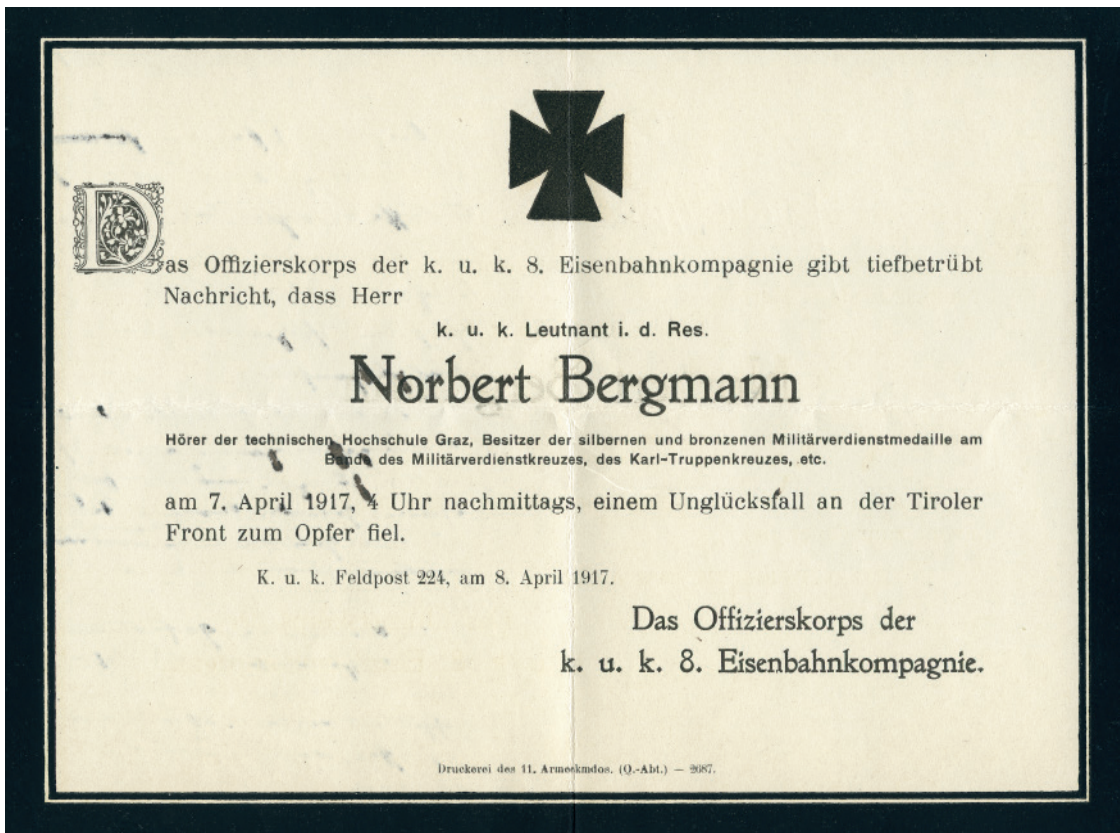 Das Offizierskorps der k. u. k. 8. Eisenbahnkompagnie gibt tiefbetrübt
Nachricht, dass Herr
k. u. k. Leutnant i. d. Res.
Norbert Bergmann
Hörer der technischen Hochschule Graz, Besitzer der silbernen und bronzenen Militärverdienstmedaille am
Bande des Militärverdienstkreuzes, des Karl-Truppenkreuzes, etc.
am 7. April 1917, 4 Uhr nachmittags, einem Unglücksfall an der Tiroler
Front zum Opfer fiel.
K. u. k. Feldpost 224, am 8. April 1917.
Das Offizierskorps der
k. u. k. 8. Eisenbahnkompagnie.
Druckerei des 11. Armeekmdos. (Q.-Abt.) — 2687.